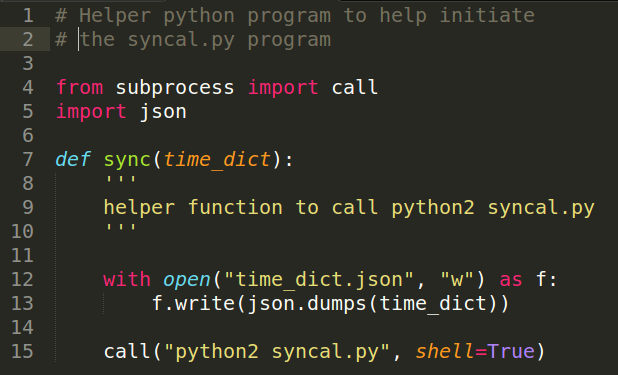 1 # Helper python program to help initiate
2 # the syncal.py program
3
4 from subprocess import call
5 import json
6
7 def sync(time_dict):
8     '''
9     helper function to call python2 syncal.py
10     '''
11
12     with open("time_dict.json", "w") as f:
13         f.write(json.dumps(time_dict))
14
15     call("python2 syncal.py", shell=True)